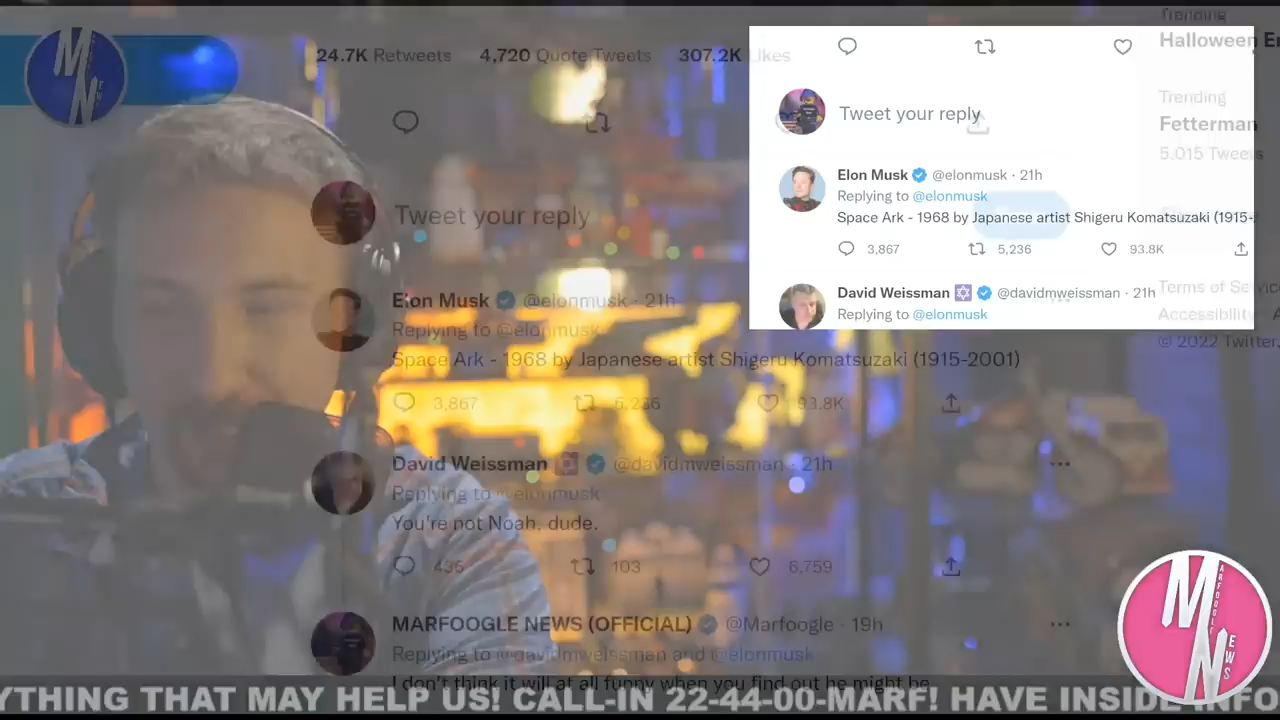 24.7K Retweets 4,720 Quote Tweets 307.2K Likes
Tweet your reply
Elon Musk @elonmusk · 21h
Replying to @elonmusk
Space Ark - 1968 by Japanese artist Shigeru Komatsuzaki (1915-2001)
3,867 5,236 93.8K
David Weissman @davidmweissman · 21h
Replying to @elonmusk
You're not Noah, dude.
436 103 6,759
MARFOOGLE NEWS (OFFICIAL) @Marfoogle · 19h
Replying to @davidmweissman and @elonmusk
I don't think it will at all funny when you find out he might be
Tweet your reply
Elon Musk @elonmusk · 21h
Replying to @elonmusk
Space Ark - 1968 by Japanese artist Shigeru Komatsuzaki (1915-2
3,867 5,236 93.8K
David Weissman @davidmweissman · 21h
Replying to @elonmusk
Trending
Halloween E
Trending
Fetterman
5,015 Tweets
Terms of Service
Accessibility A
© 2022 Twitter,
MARFOOGLE NEWS
YTHING THAT MAY HELP US! CALL-IN 22-44-00-MARF! HAVE INSIDE INFO